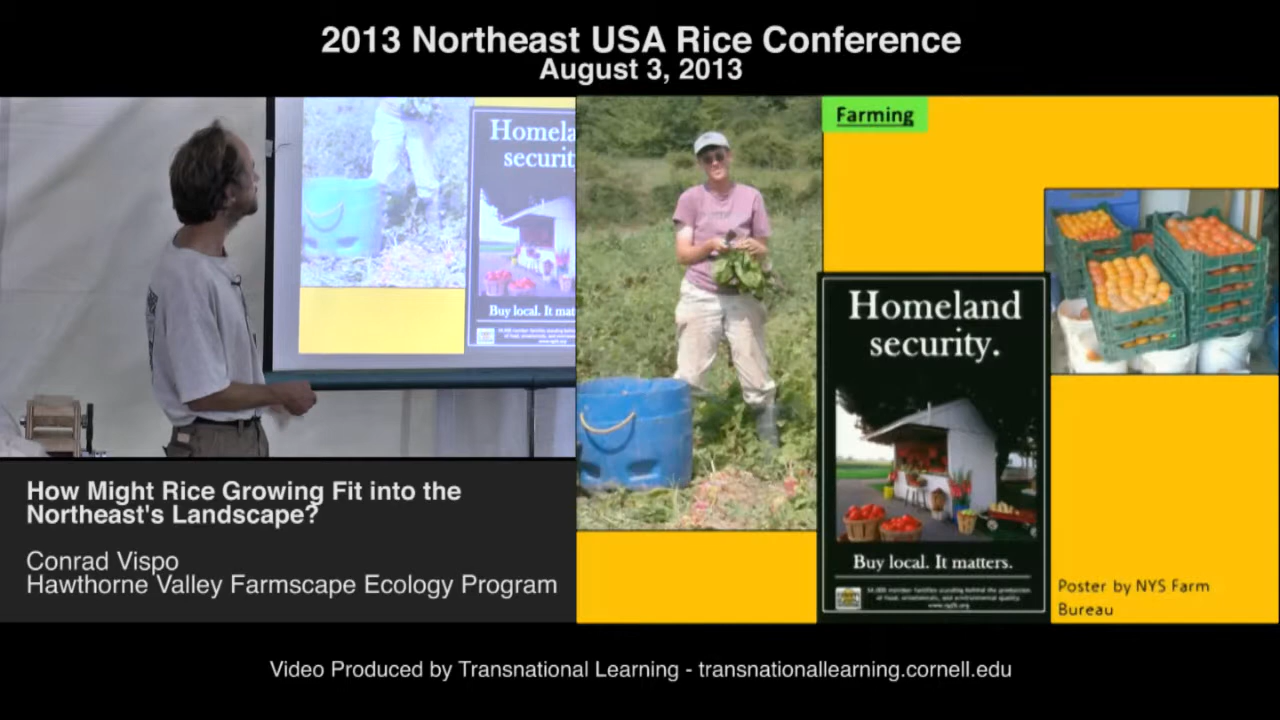 2013 Northeast USA Rice Conference
August 3, 2013
Homela
securit
Buy local. It mat
Farming
Homeland
security.
Buy local. It matters.
Poster by NYS Farm
Bureau
How Might Rice Growing Fit into the
Northeast's Landscape?
Conrad Vispo
Hawthorne Valley Farmscape Ecology Program
Video Produced by Transnational Learning - transnationallearning.cornell.edu